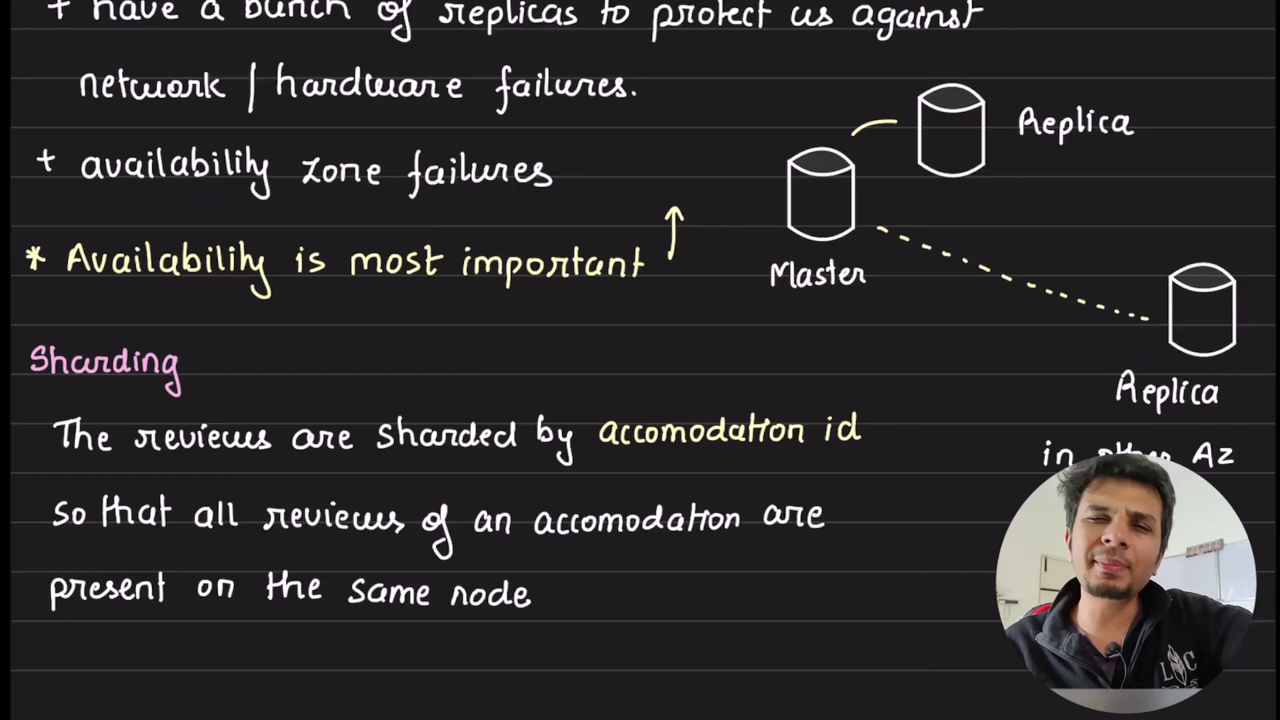 + have a bunch of replicas to protect us against
network / hardware failures.
+ availability zone failures
* Availability is most important ↑
Replica
Master
Replica
in other Az
Sharding
The reviews are sharded by accomodation id
so that all reviews of an accomodation are
present on the same node